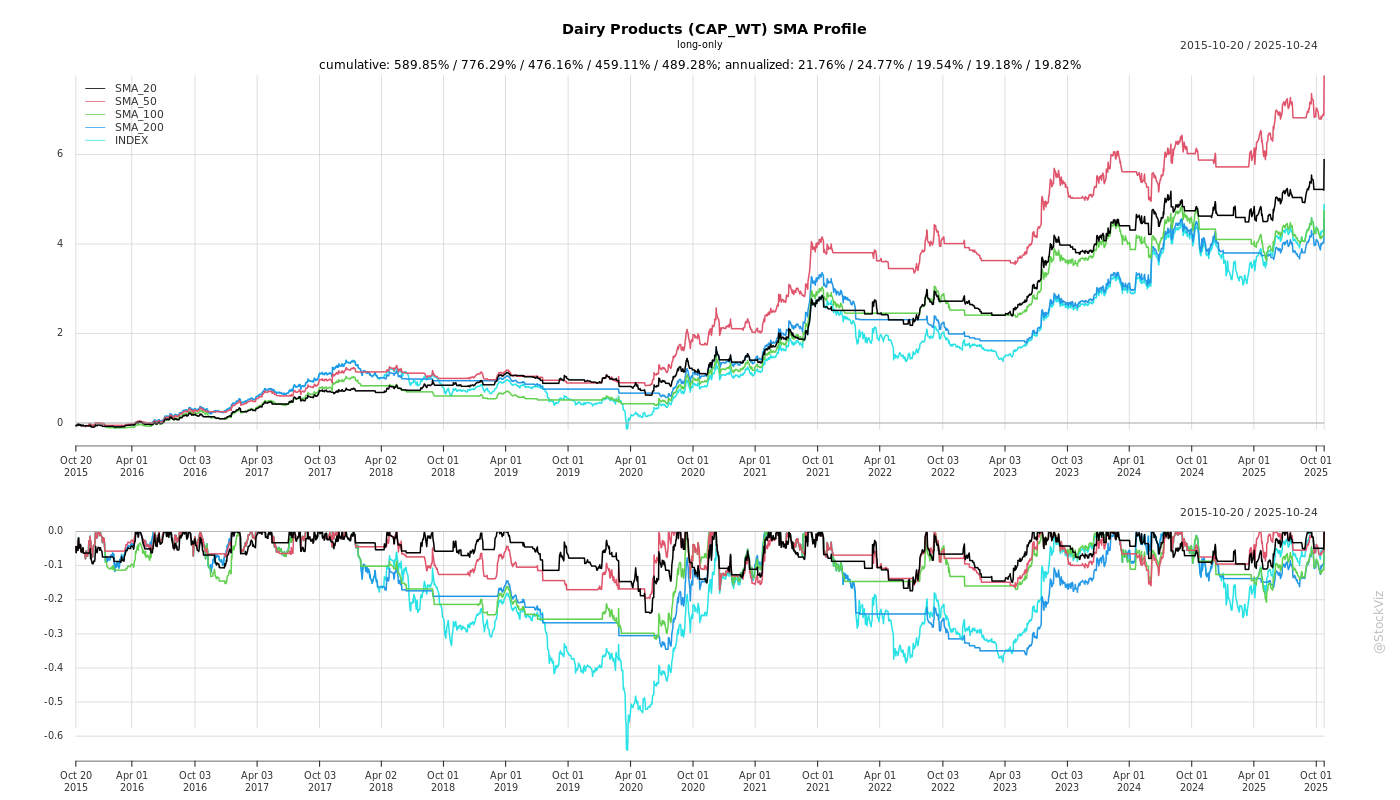 Dairy Products (CAP_WT) SMA Profile
long-only
2015-10-20 / 2025-10-24
cumulative: 589.85% / 776.29% / 476.16% / 459.11% / 489.28%; annualized: 21.76% / 24.77% / 19.54% / 19.18% / 19.82%
SMA_20
SMA_50
SMA_100
SMA_200
INDEX
6
4
2
0
Oct 20 Apr 01 Oct 03 Apr 03 Oct 03 Apr 02 Oct 01 Apr 01 Oct 01 Apr 01 Oct 01 Apr 01 Oct 01 Apr 01 Oct 03 Apr 03 Oct 03 Apr 01 Oct 01 Apr 01 Oct 01
2015 2016 2016 2017 2017 2018 2018 2019 2019 2020 2020 2021 2021 2022 2022 2023 2023 2024 2024 2025 2025
2015-10-20 / 2025-10-24
0.0
-0.1
-0.2
-0.3
-0.4
-0.5
-0.6
Oct 20 Apr 01 Oct 03 Apr 03 Oct 03 Apr 02 Oct 01 Apr 01 Oct 01 Apr 01 Oct 01 Apr 01 Oct 01 Apr 01 Oct 03 Apr 03 Oct 03 Apr 01 Oct 01 Apr 01 Oct 01
2015 2016 2016 2017 2017 2018 2018 2019 2019 2020 2020 2021 2021 2022 2022 2023 2023 2024 2024 2025 2025
@StockViz